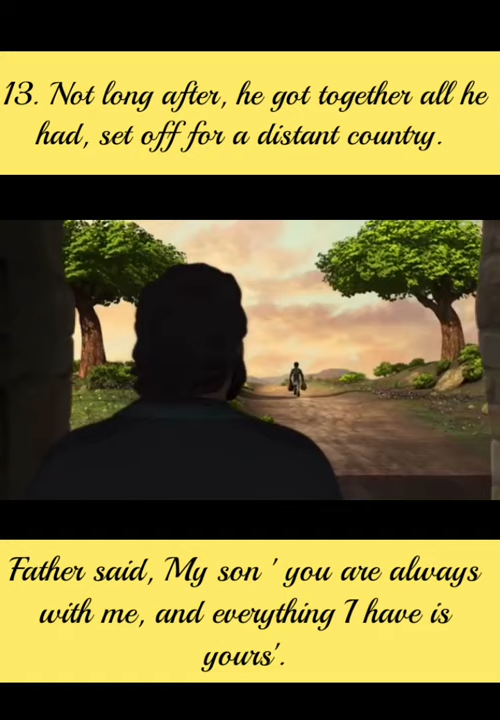 13. Not long after, he got together all he
had, set off for a distant country.
Father said, 'My son ' you are always
with me, and everything I have is
yours'.